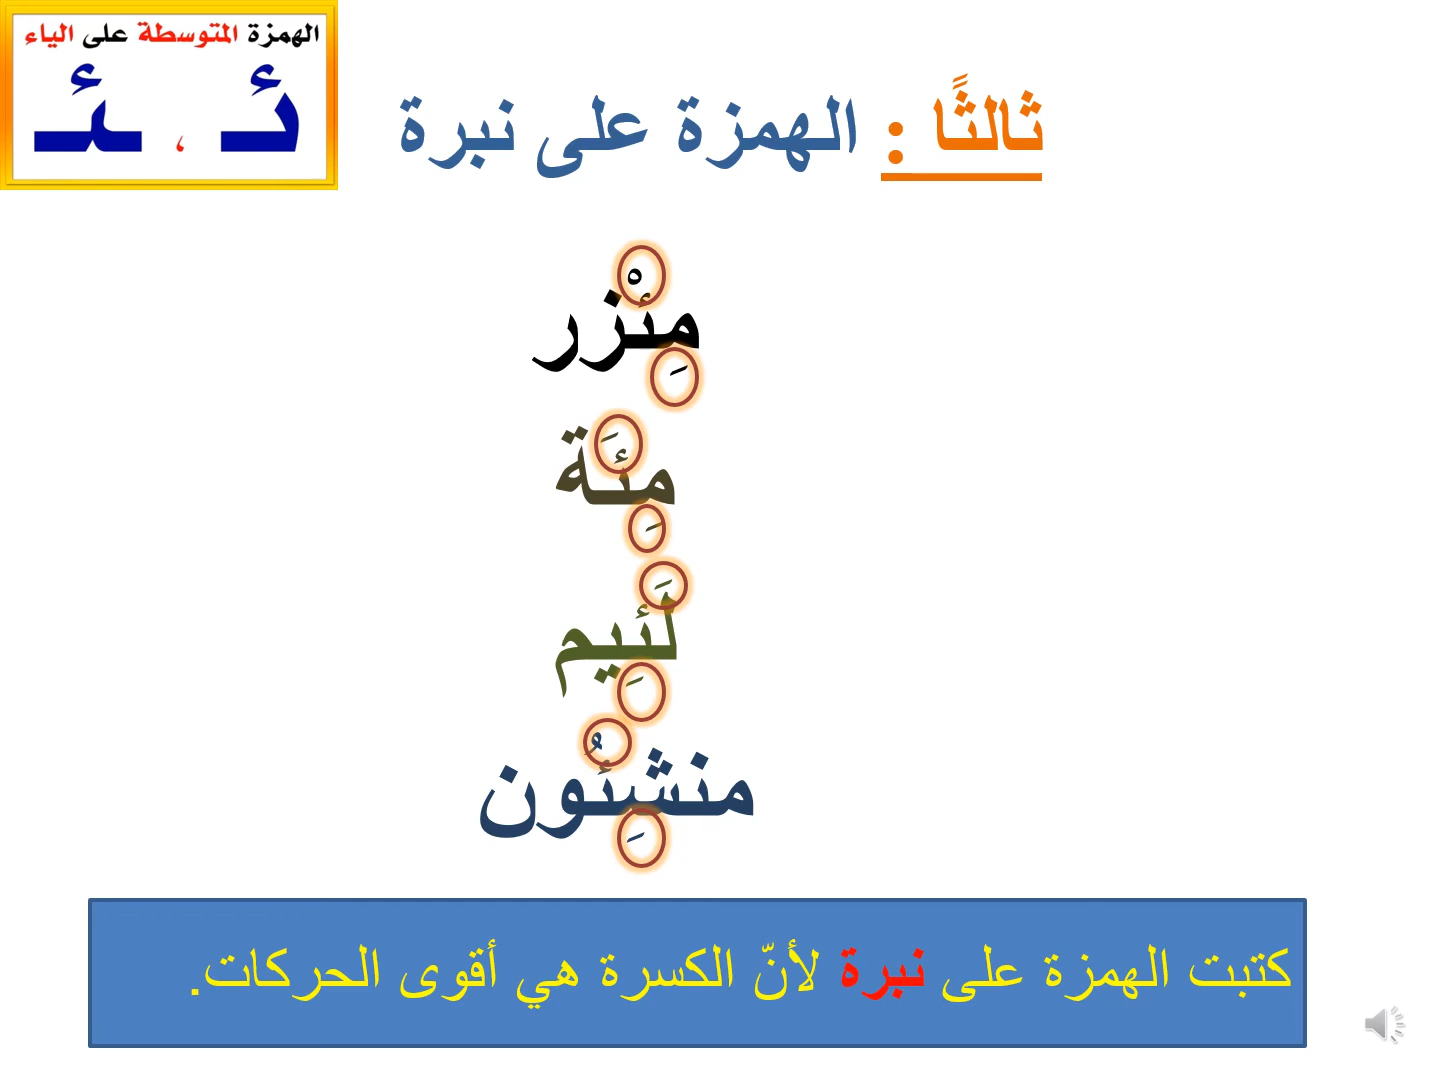 الهمزة المتوسطة على الياء
ئـ ، ـئـ
ثالثًا : الهمزة على نبرة
مِئْزر
مِئَة
لَئِيم
منشِئُون
كتبت الهمزة على نبرة لأنّ الكسرة هي أقوى الحركات.